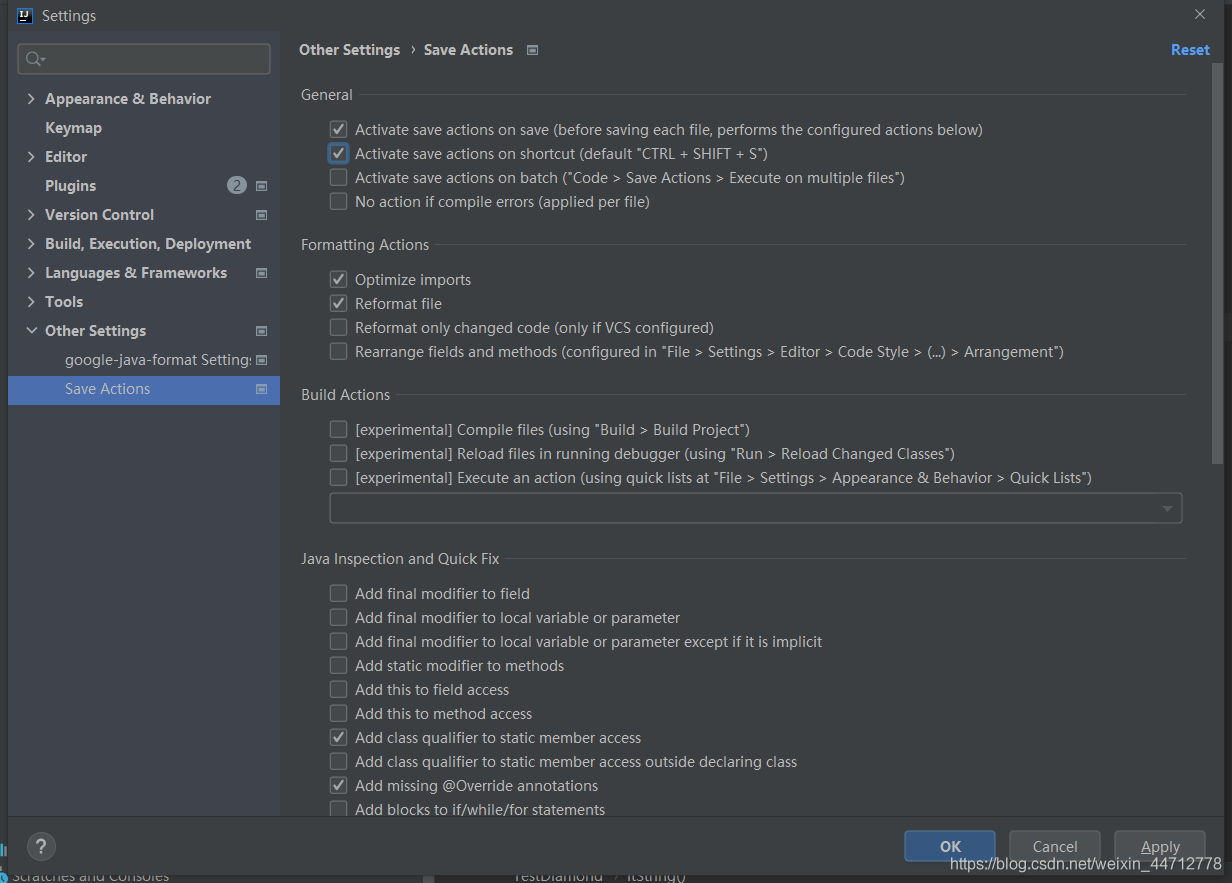 IJ Settings
Other Settings › Save Actions
Reset
Appearance & Behavior
Keymap
Editor
Plugins 2
Version Control
Build, Execution, Deployment
Languages & Frameworks
Tools
Other Settings
google-java-format Setting
Save Actions
General
Activate save actions on save (before saving each file, performs the configured actions below)
Activate save actions on shortcut (default "CTRL + SHIFT + S")
Activate save actions on batch ("Code > Save Actions > Execute on multiple files")
No action if compile errors (applied per file)
Formatting Actions
Optimize imports
Reformat file
Reformat only changed code (only if VCS configured)
Rearrange fields and methods (configured in "File > Settings > Editor > Code Style > (...) > Arrangement")
Build Actions
[experimental] Compile files (using "Build > Build Project")
[experimental] Reload files in running debugger (using "Run > Reload Changed Classes")
[experimental] Execute an action (using quick lists at "File > Settings > Appearance & Behavior > Quick Lists")
Java Inspection and Quick Fix
Add final modifier to field
Add final modifier to local variable or parameter
Add final modifier to local variable or parameter except if it is implicit
Add static modifier to methods
Add this to field access
Add this to method access
Add class qualifier to static member access
Add class qualifier to static member access outside declaring class
Add missing @Override annotations
Add blocks to if/while/for statements
?
OK Cancel Apply
https://blog.csdn.net/weixin_44712778
Scratches and Consoles
TestDiamond › ltString()